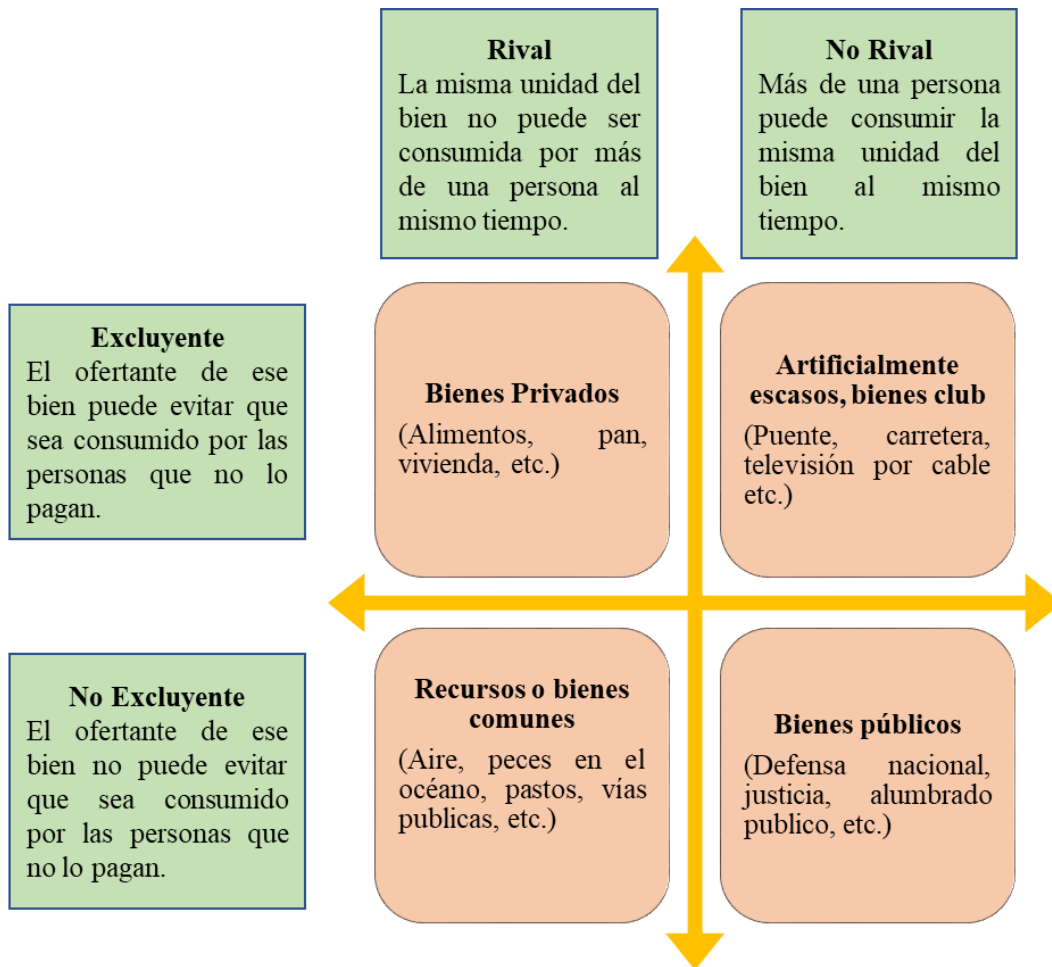 Rival
La misma unidad del
bien no puede ser
consumida por más
de una persona al
mismo tiempo.
No Rival
Más de una persona
puede consumir la
misma unidad del
bien al mismo
tiempo.
Excluyente
El ofertante de ese
bien puede evitar que
sea consumido por las
personas que no lo
pagan.
Bienes Privados
(Alimentos, pan,
vivienda, etc.)
Artificialmente
escasos, bienes club
(Puente, carretera,
televisión por cable
etc.)
No Excluyente
El ofertante de ese
bien no puede evitar
que sea consumido
por las personas que
no lo pagan.
Recursos o bienes
comunes
(Aire, peces en el
océano, pastos, vías
publicas, etc.)
Bienes públicos
(Defensa nacional,
justicia, alumbrado
publico, etc.)